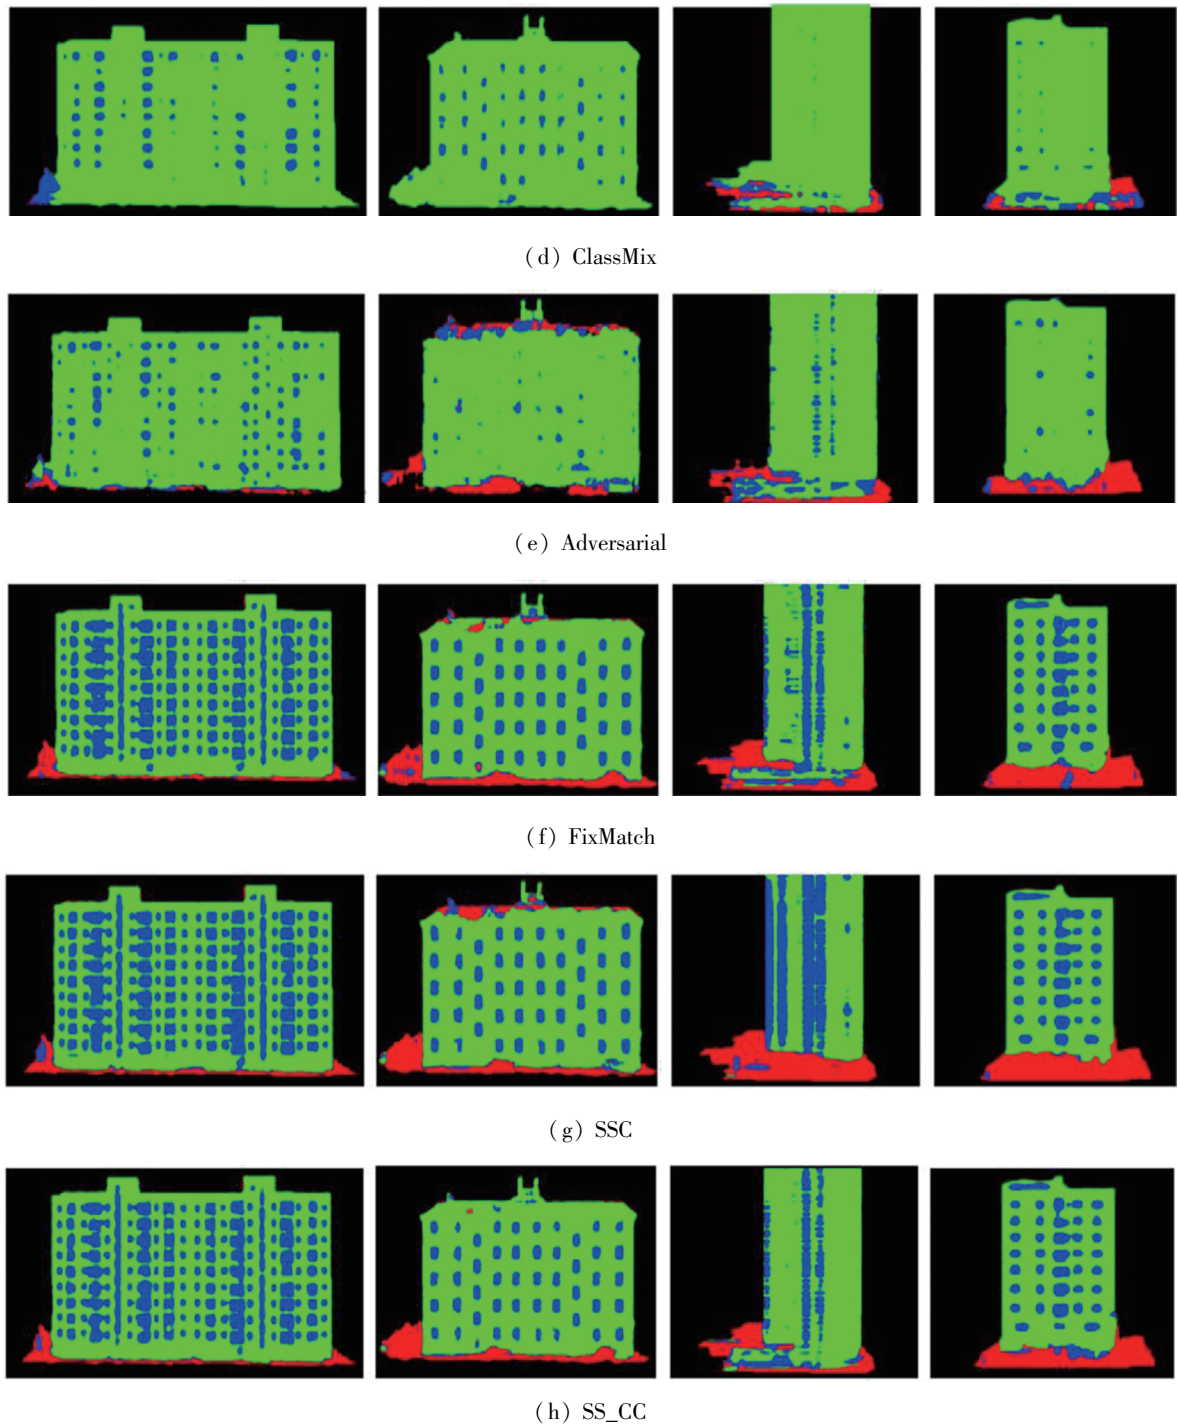 (d) ClassMix
(e) Adversarial
(f) FixMatch
(g) SSC
(h) SS_CC